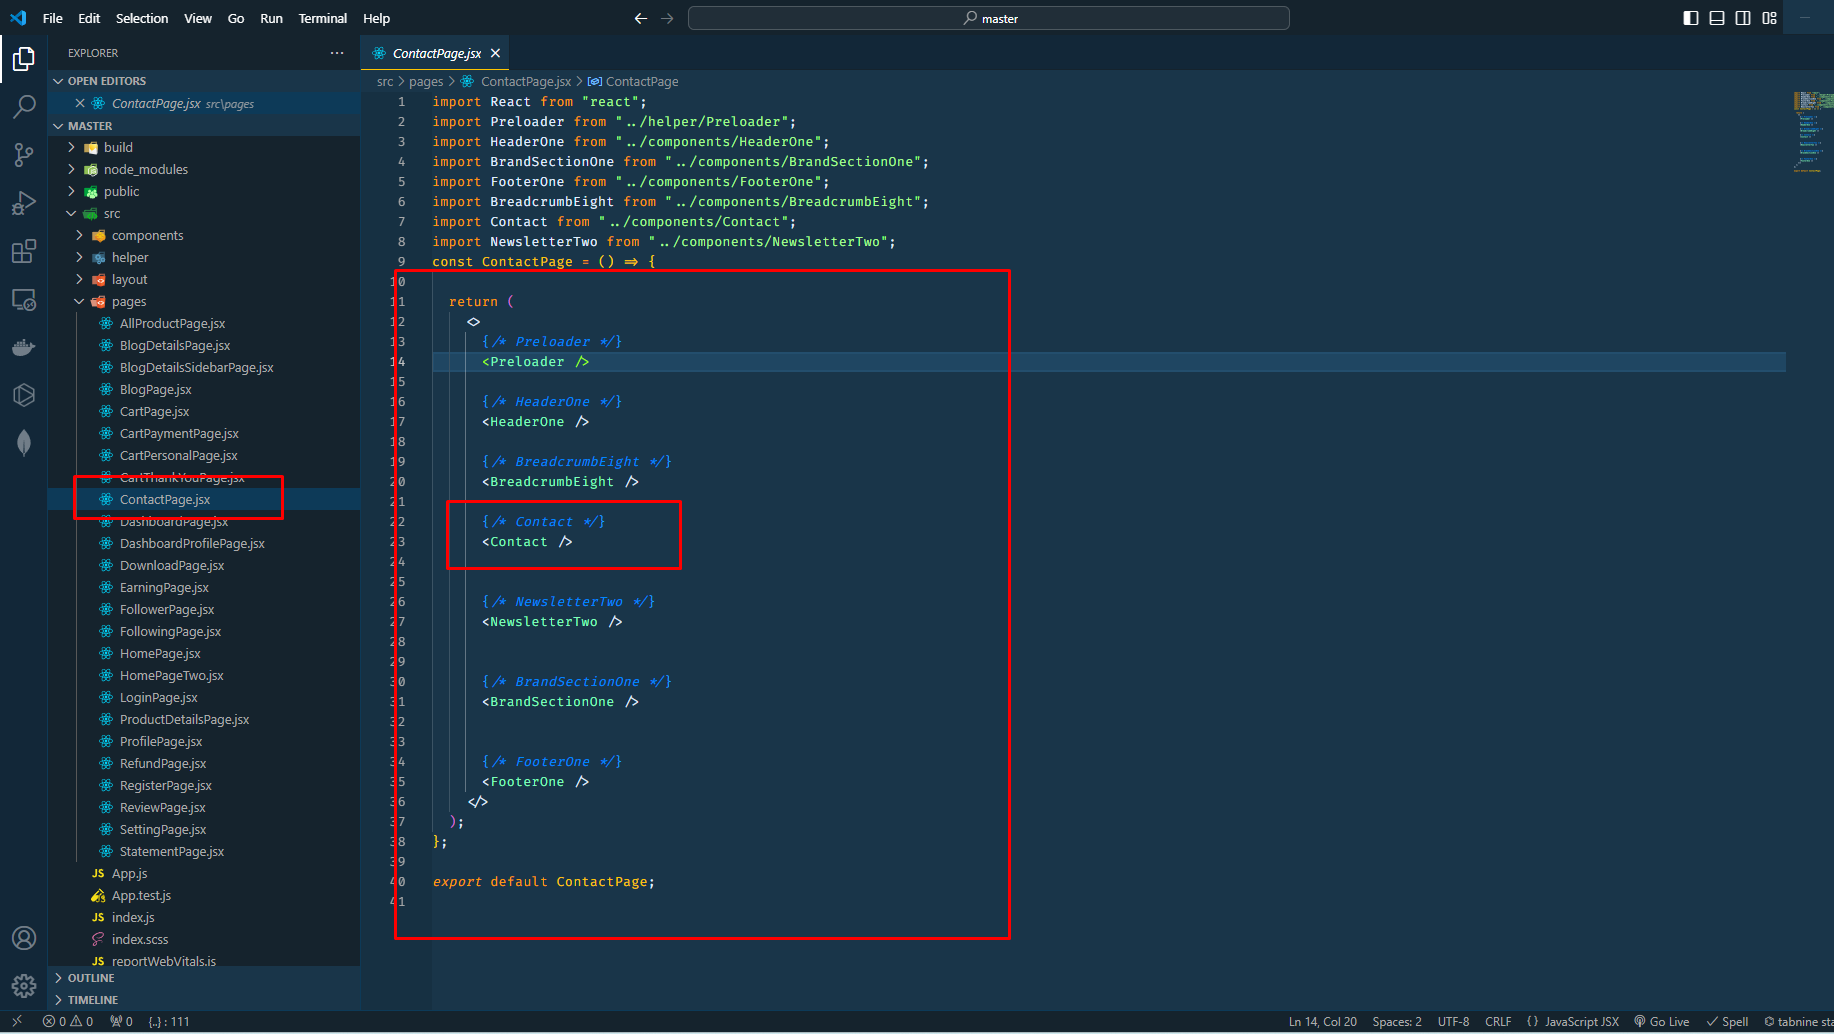 File Edit Selection View Go Run Terminal Help
master
EXPLORER
OPEN EDITORS
ContactPage.jsx src\pages
MASTER
build
node_modules
public
src
components
helper
layout
pages
AllProductPage.jsx
BlogDetailsPage.jsx
BlogDetailsSidebarPage.jsx
BlogPage.jsx
CartPage.jsx
CartPaymentPage.jsx
CartPersonalPage.jsx
CartThankYouPage.jsx
ContactPage.jsx
DashboardPage.jsx
DashboardProfilePage.jsx
DownloadPage.jsx
EarningPage.jsx
FollowerPage.jsx
FollowingPage.jsx
HomePage.jsx
HomePageTwo.jsx
LoginPage.jsx
ProductDetailsPage.jsx
ProfilePage.jsx
RefundPage.jsx
RegisterPage.jsx
ReviewPage.jsx
SettingPage.jsx
StatementPage.jsx
JS App.js
App.test.js
JS index.js
index.scss
JS reportWebVitals.js
OUTLINE
TIMELINE
ContactPage.jsx
src > pages > ContactPage.jsx > ContactPage
1 import React from "react";
2 import Preloader from "../helper/Preloader";
3 import HeaderOne from "../components/HeaderOne";
4 import BrandSectionOne from "../components/BrandSectionOne";
5 import FooterOne from "../components/FooterOne";
6 import BreadcrumbEight from "../components/BreadcrumbEight";
7 import Contact from "../components/Contact";
8 import NewsletterTwo from "../components/NewsletterTwo";
9 const ContactPage = () => {
10
11 return (
12 <>
13 {/* Preloader */}
14 <Preloader />
15
16 {/* HeaderOne */}
17 <HeaderOne />
18
19 {/* BreadcrumbEight */}
20 <BreadcrumbEight />
21
22 {/* Contact */}
23 <Contact />
24
25
26 {/* NewsletterTwo */}
27 <NewsletterTwo />
28
29
30 {/* BrandSectionOne */}
31 <BrandSectionOne />
32
33
34 {/* FooterOne */}
35 <FooterOne />
36 </>
37 );
38 };
39
40 export default ContactPage;
41
0 0 0 {..} : 111
Ln 14, Col 20 Spaces: 2 UTF-8 CRLF {} JavaScript JSX Go Live Spell tabnine sta